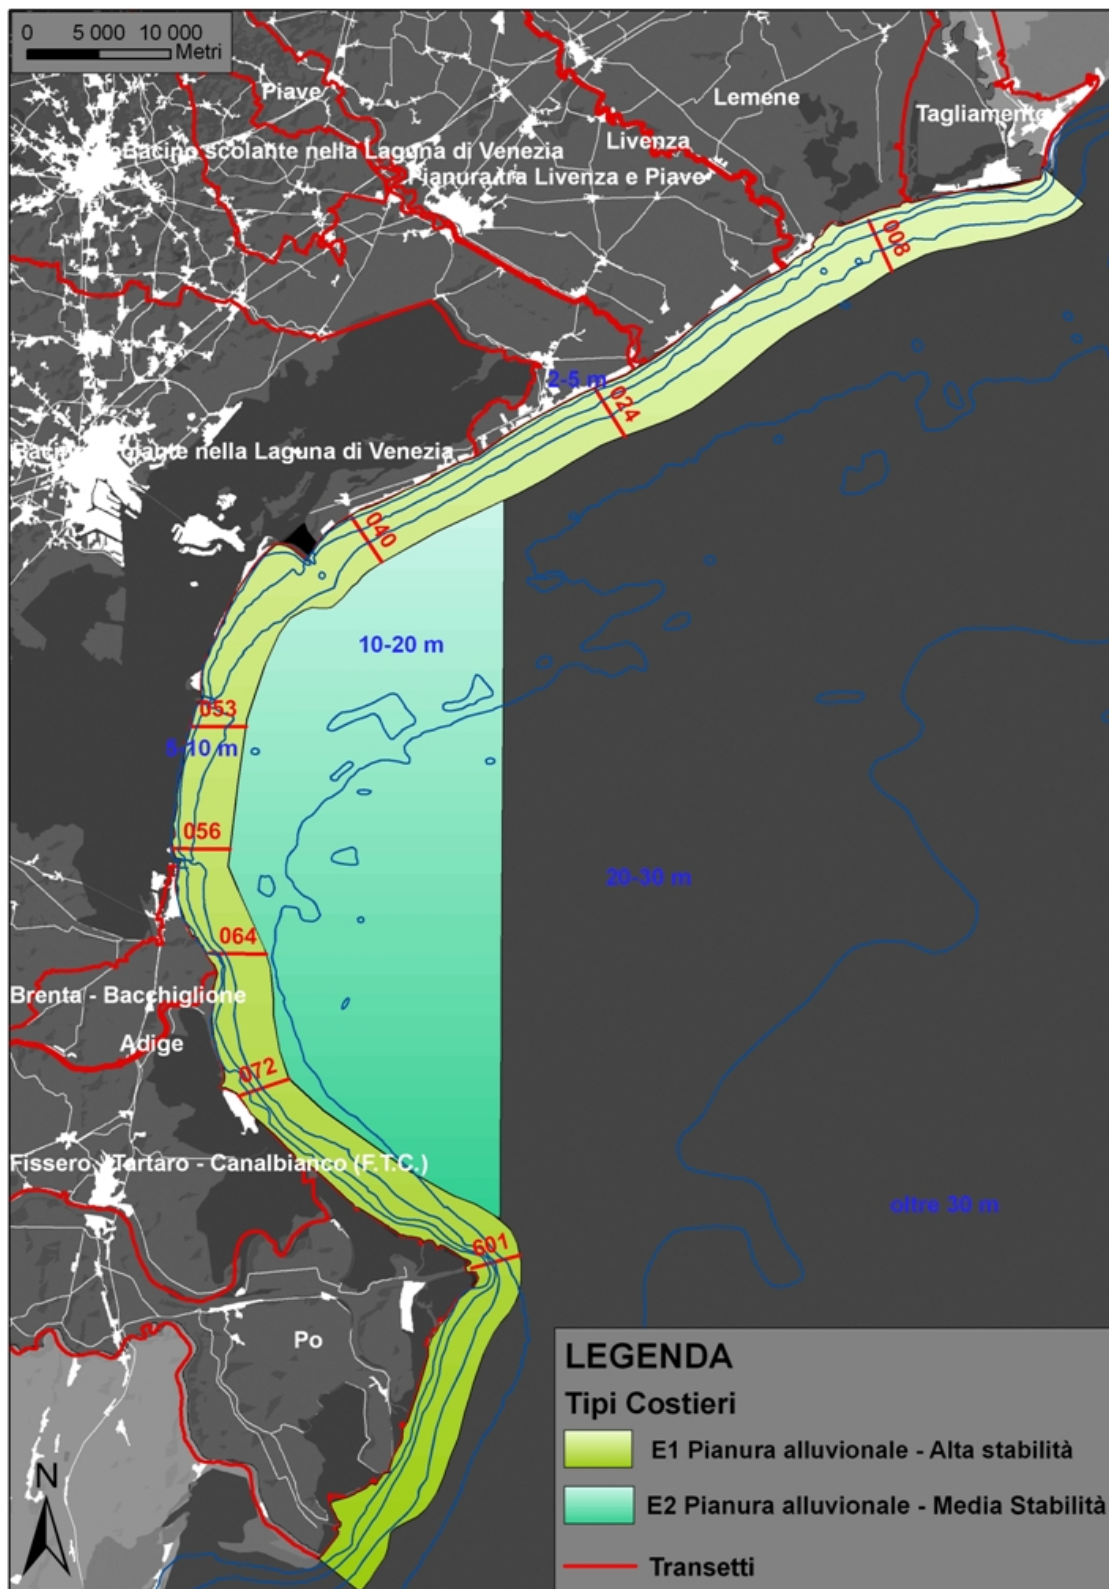 0 5 000 10 000
Metri
Piave
Lemene
Tagliamento
Livenza
Bacino scolante nella Laguna di Venezia
Pianura tra Livenza e Piave
008
2-5 m
024
Bacino scolante nella Laguna di Venezia
040
10-20 m
053
5-10 m
056
20-30 m
064
Brenta - Bacchiglione
Adige
072
Fissero - Tartaro - Canalbianco (F.T.C.)
oltre 30 m
601
Po
LEGENDA
Tipi Costieri
E1 Pianura alluvionale - Alta stabilità
E2 Pianura alluvionale - Media Stabilità
Transetti
N